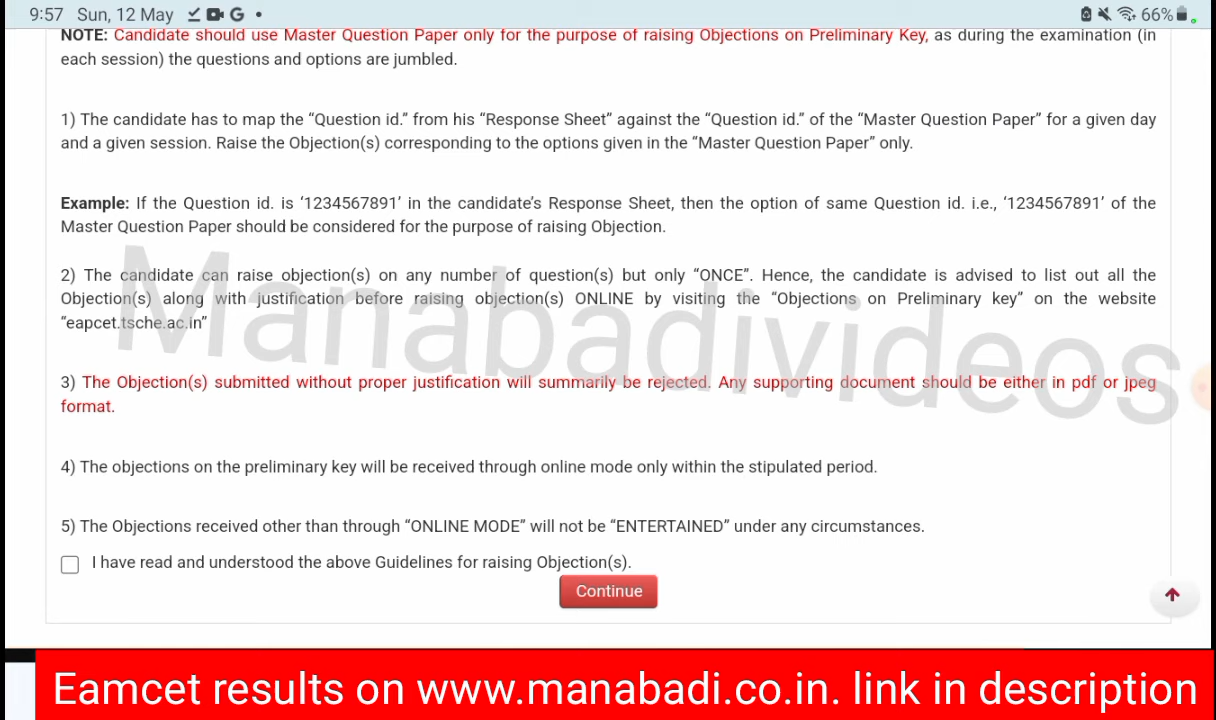 9:57 Sun, 12 May G •
66%
NOTE: Candidate should use Master Question Paper only for the purpose of raising Objections on Preliminary Key, as during the examination (in
each session) the questions and options are jumbled.
1) The candidate has to map the “Question id.” from his “Response Sheet” against the “Question id.” of the “Master Question Paper” for a given day
and a given session. Raise the Objection(s) corresponding to the options given in the “Master Question Paper” only.
Example: If the Question id. is ‘1234567891’ in the candidate’s Response Sheet, then the option of same Question id. i.e., ‘1234567891’ of the
Master Question Paper should be considered for the purpose of raising Objection.
2) The candidate can raise objection(s) on any number of question(s) but only “ONCE”. Hence, the candidate is advised to list out all the
Objection(s) along with justification before raising objection(s) ONLINE by visiting the “Objections on Preliminary key” on the website
“eapcet.tsche.ac.in”
Manabadivideos
3) The Objection(s) submitted without proper justification will summarily be rejected. Any supporting document should be either in pdf or jpeg
format.
4) The objections on the preliminary key will be received through online mode only within the stipulated period.
5) The Objections received other than through “ONLINE MODE” will not be “ENTERTAINED” under any circumstances.
I have read and understood the above Guidelines for raising Objection(s).
Continue
Eamcet results on www.manabadi.co.in. link in description